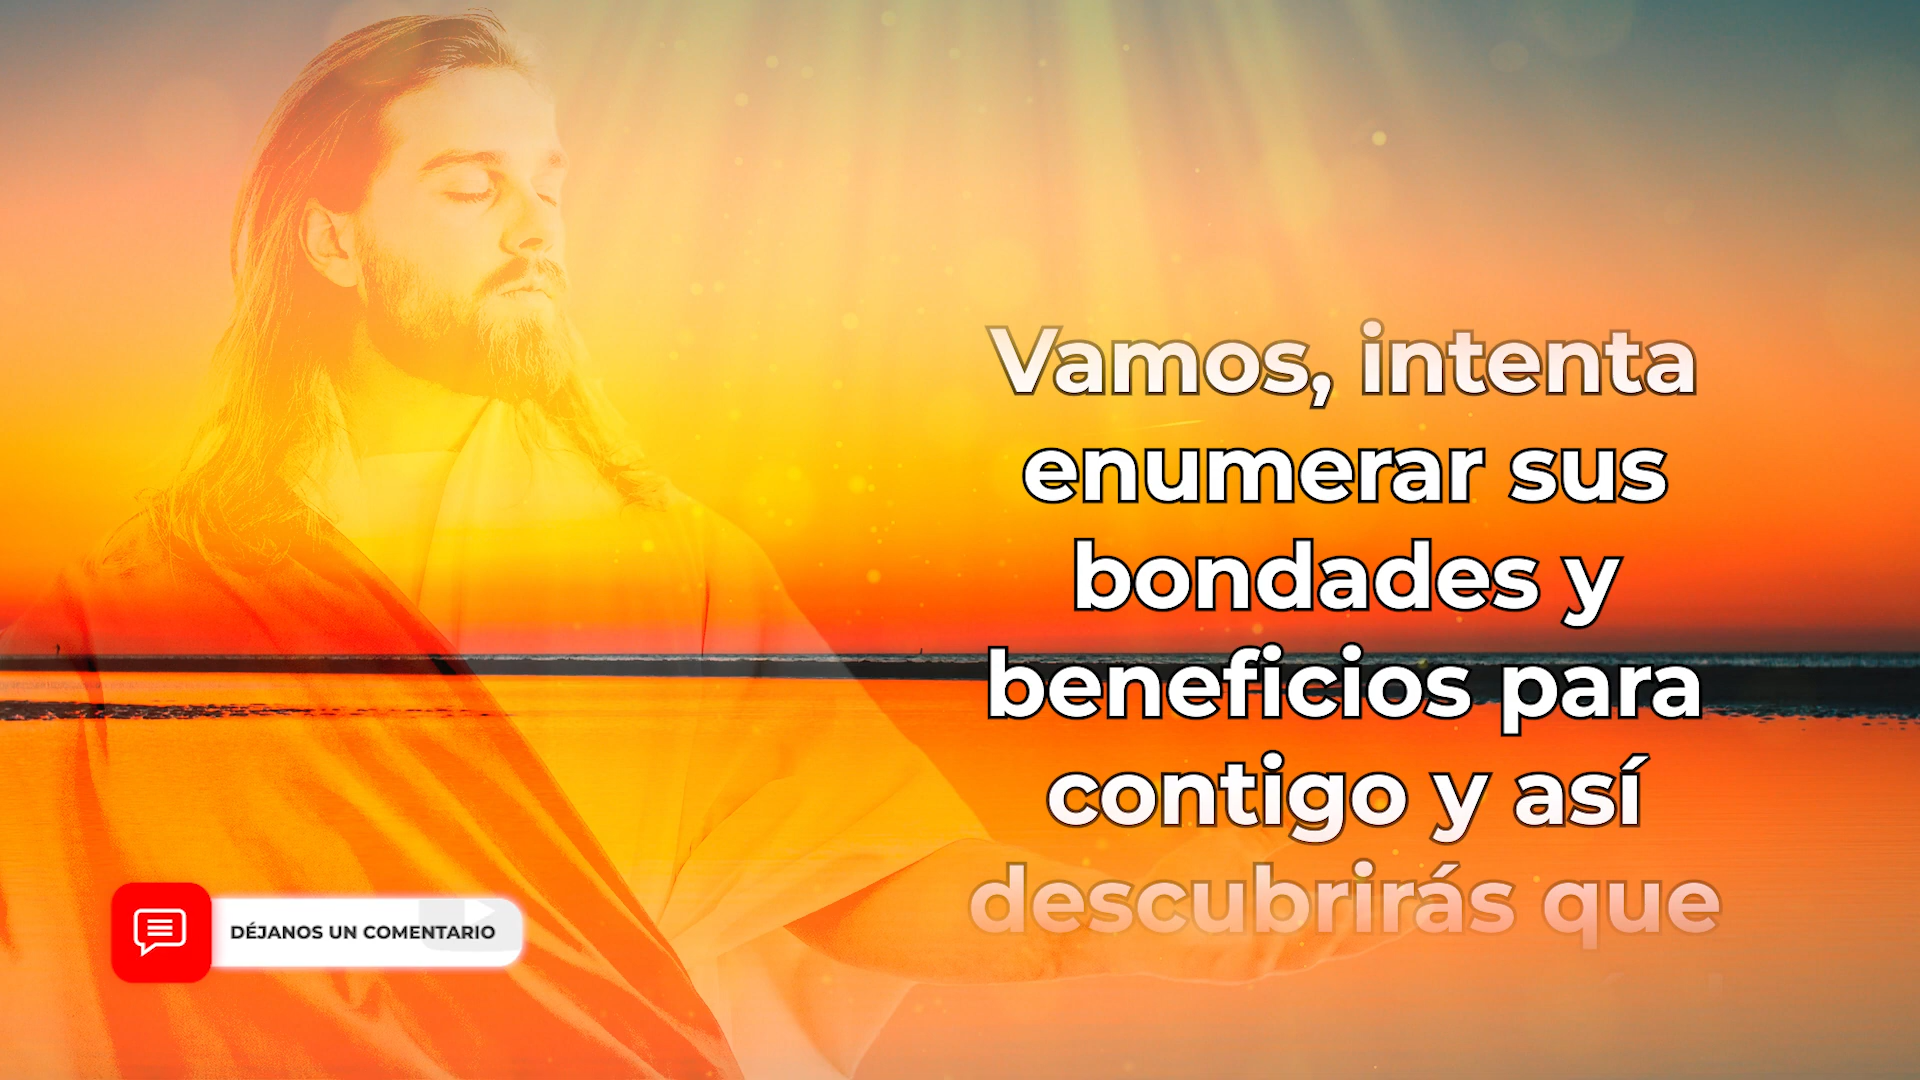 Vamos, intenta
enumerar sus
bondades y
beneficios para
contigo y así
descubrirás que
DÉJANOS UN COMENTARIO